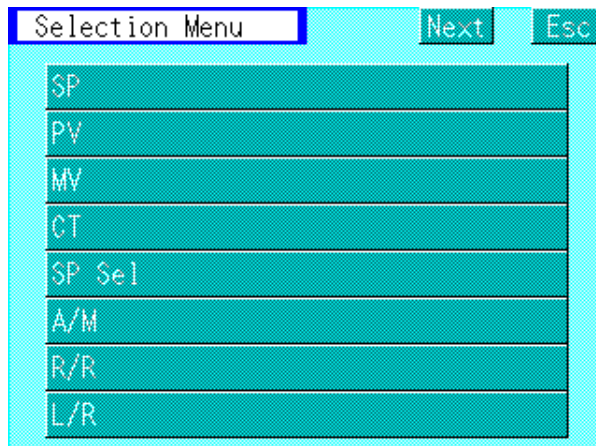 Selection Menu Next Esc
SP
PV
MV
CT
SP Sel
A/M
R/R
L/R